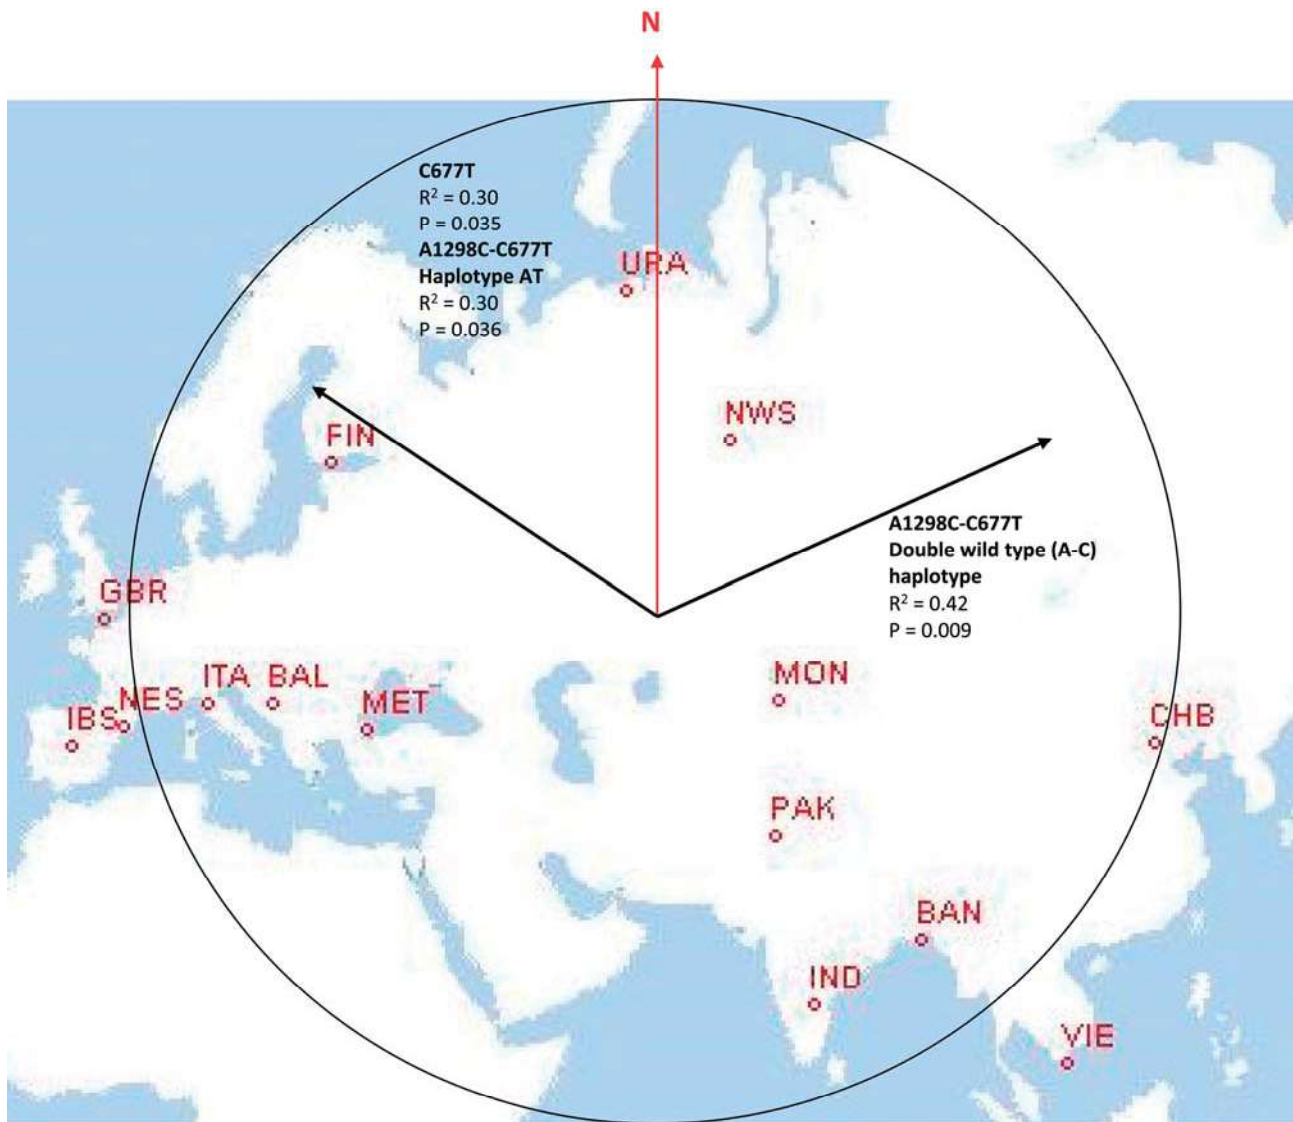 N
C677T
R² = 0.30
P = 0.035
A1298C-C677T
Haplotype AT
R² = 0.30
P = 0.036
URA
NWS
FIN
A1298C-C677T
Double wild type (A-C)
haplotype
R² = 0.42
P = 0.009
GBR
ITA
BAL
NES
MET
IBS
MON
CHB
PAK
BAN
IND
VIE